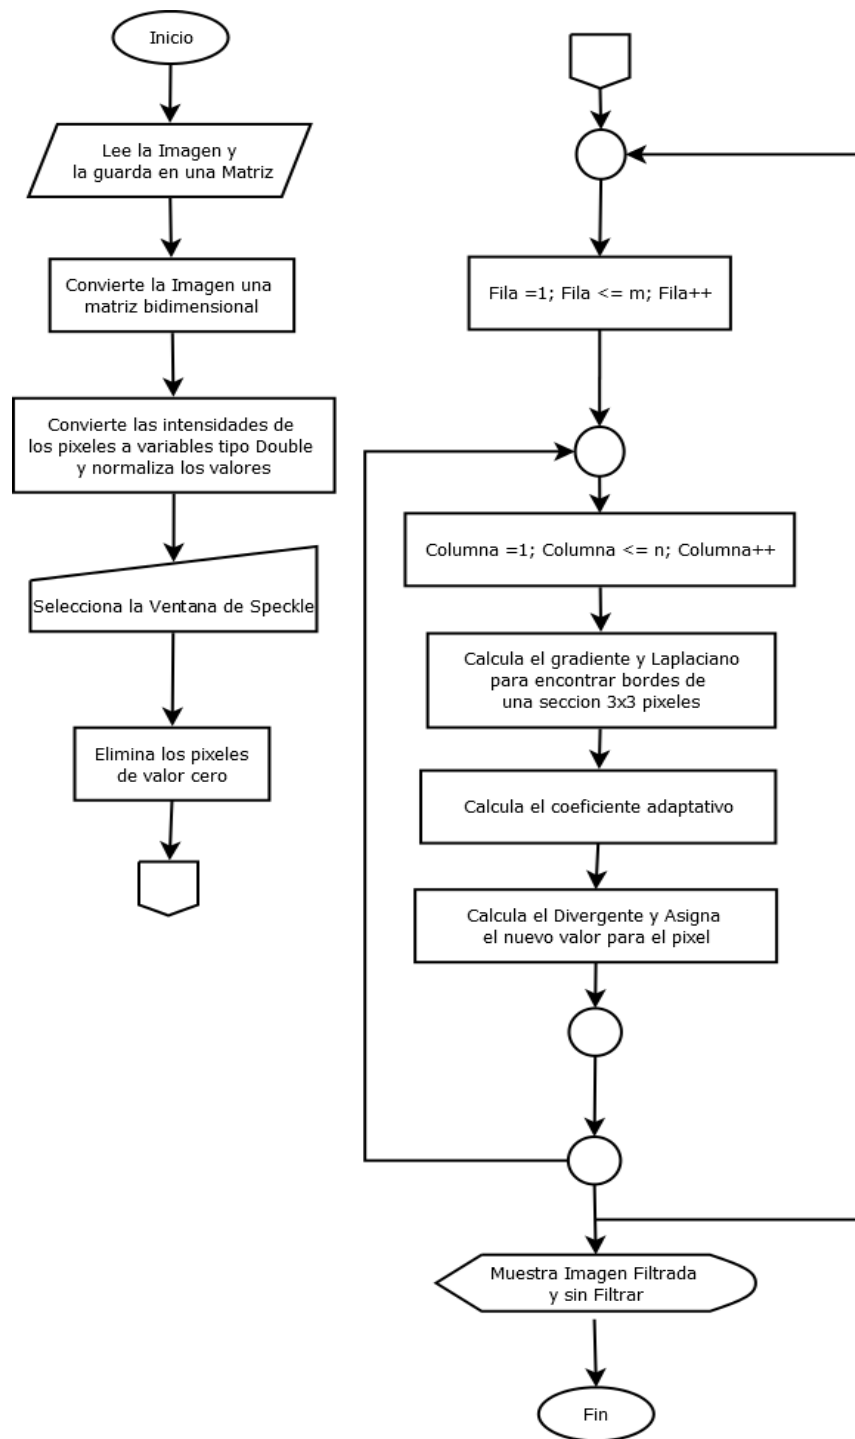 Inicio
Lee la Imagen y
la guarda en una Matriz
Convierte la Imagen una
matriz bidimensional
Convierte las intensidades de
los pixeles a variables tipo Double
y normaliza los valores
Selecciona la Ventana de Speckle
Elimina los pixeles
de valor cero
Fila =1; Fila <= m; Fila++
Columna =1; Columna <= n; Columna++
Calcula el gradiente y Laplaciano
para encontrar bordes de
una seccion 3x3 pixeles
Calcula el coeficiente adaptativo
Calcula el Divergente y Asigna
el nuevo valor para el pixel
Muestra Imagen Filtrada
y sin Filtrar
Fin